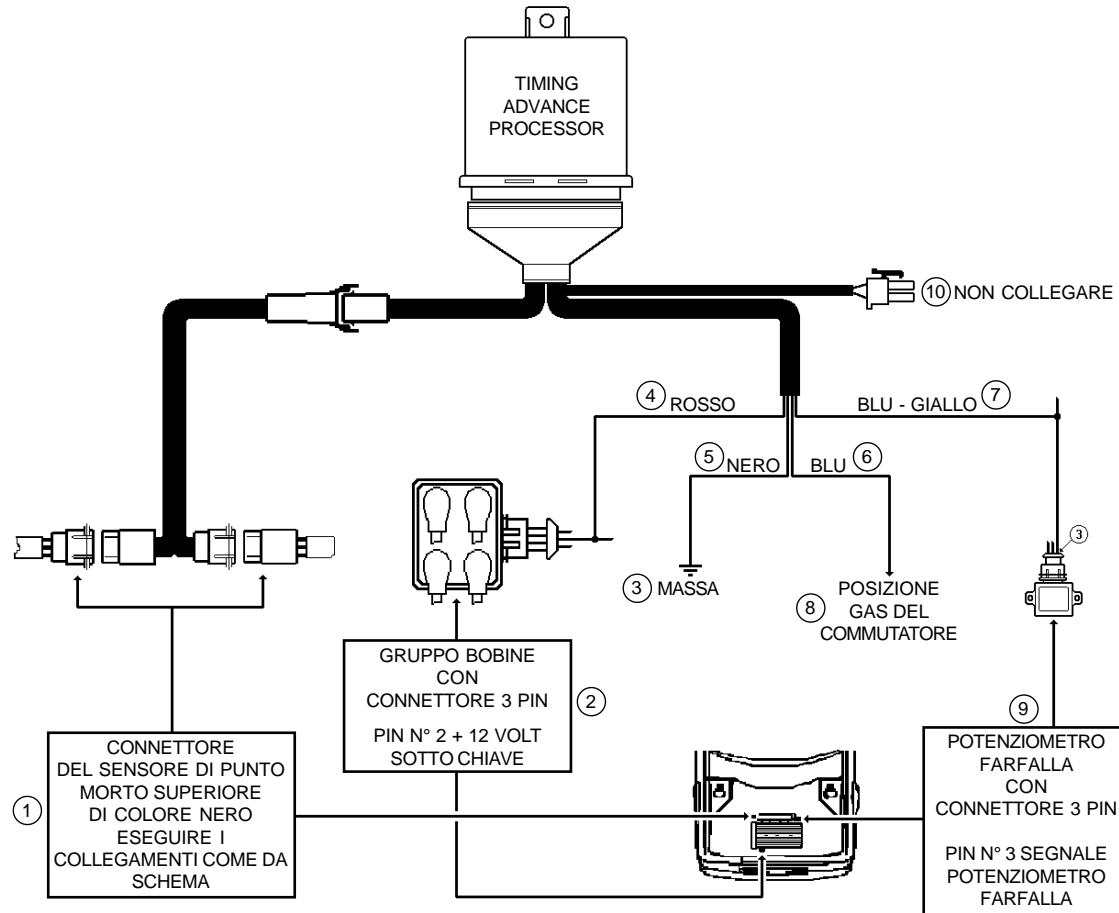 TIMING
ADVANCE
PROCESSOR
10 NON COLLEGARE
4 ROSSO
BLU - GIALLO 7
5 NERO
BLU 6
3
3 MASSA
8 POSIZIONE
GAS DEL
COMMUTATORE
GRUPPO BOBINE
CON
CONNETTORE 3 PIN
PIN N° 2 + 12 VOLT
SOTTO CHIAVE
2
9
POTENZIOMETRO
FARFALLA
CON
CONNETTORE 3 PIN
PIN N° 3 SEGNALE
POTENZIOMETRO
FARFALLA
1
CONNETTORE
DEL SENSORE DI PUNTO
MORTO SUPERIORE
DI COLORE NERO
ESEGUIRE I
COLLEGAMENTI COME DA
SCHEMA